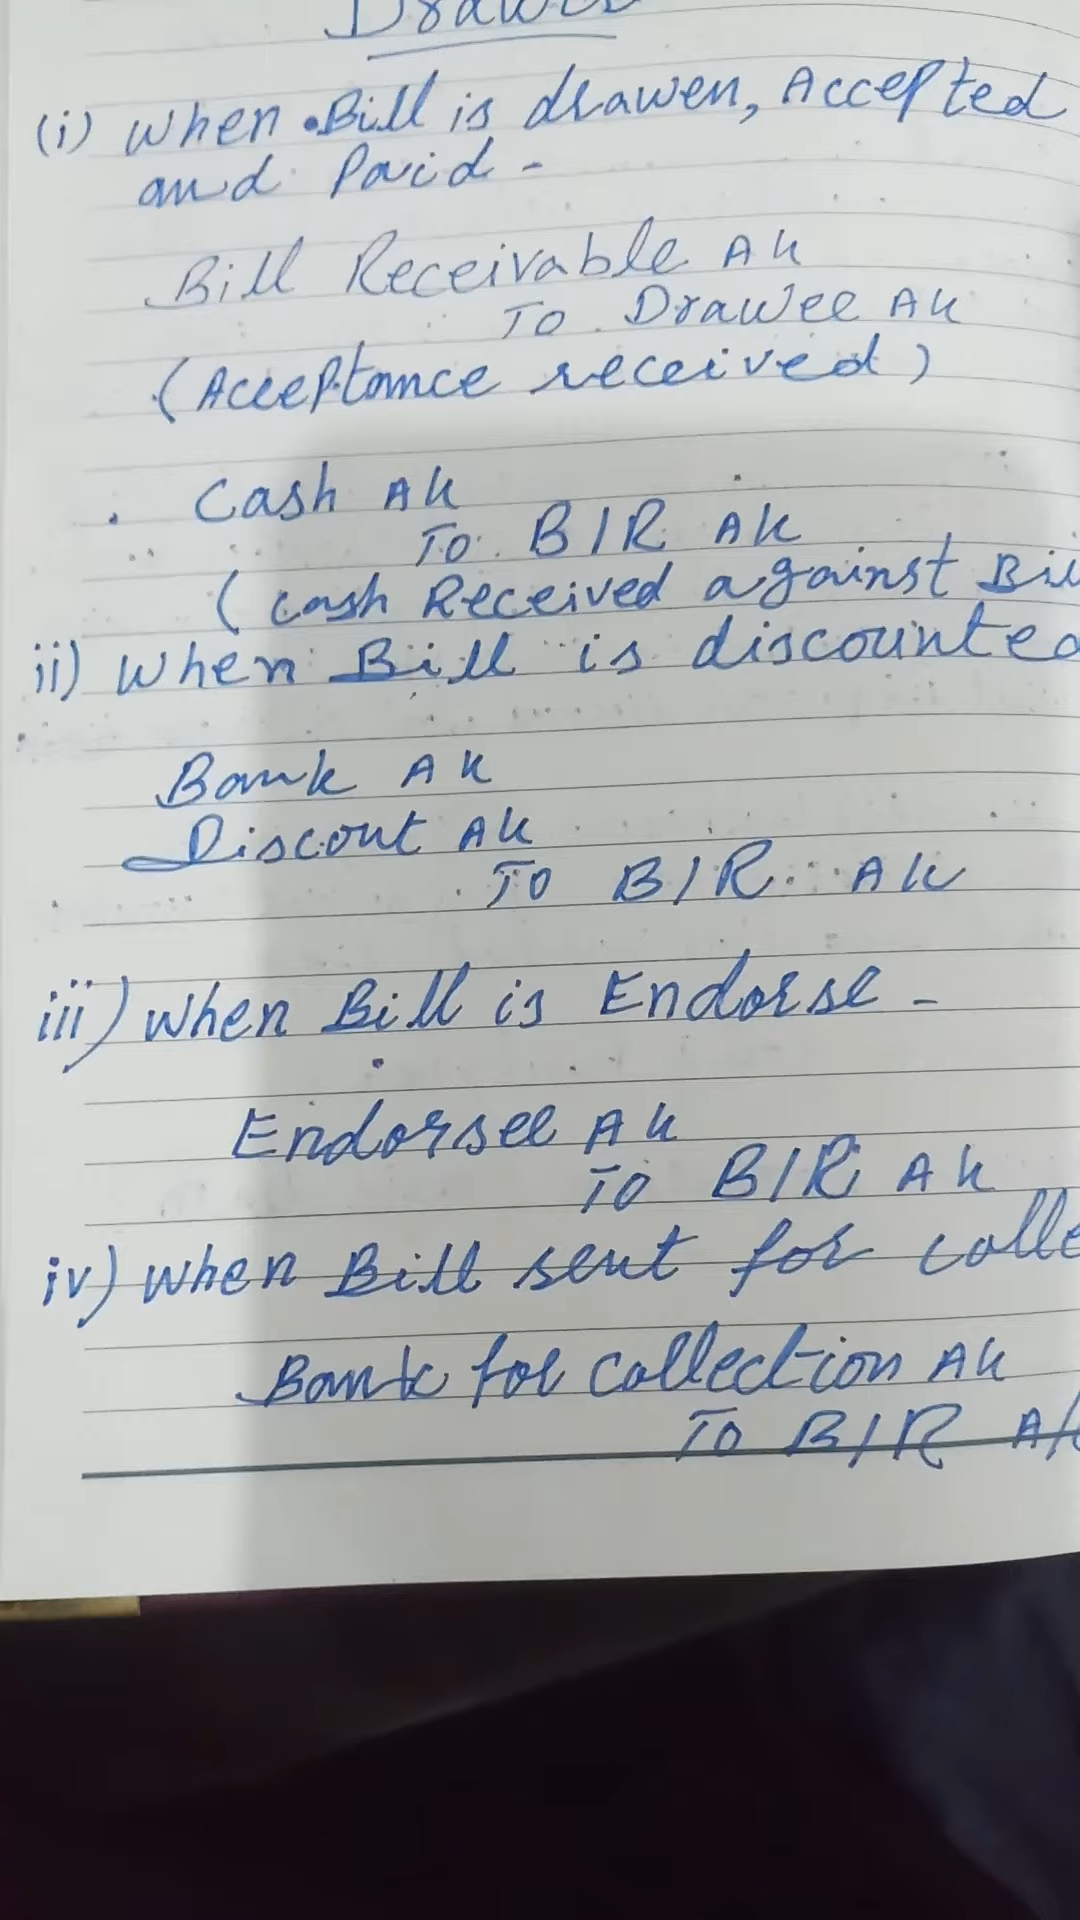 (i) when Bill is drawen, Accepted
and Paid -
Bill Receivable A/c
To Drawee A/c
(Acceptance received)
Cash A/c
To B/R A/c
(cash Received against
ii) when Bill is discounted
Bank A/c
Discout A/c
To B/R A/c
iii) when Bill is Endorse -
Endorsee A/c
To B/R A/c
iv) when Bill sent for
Bank for collection A/c
To B/R A/c